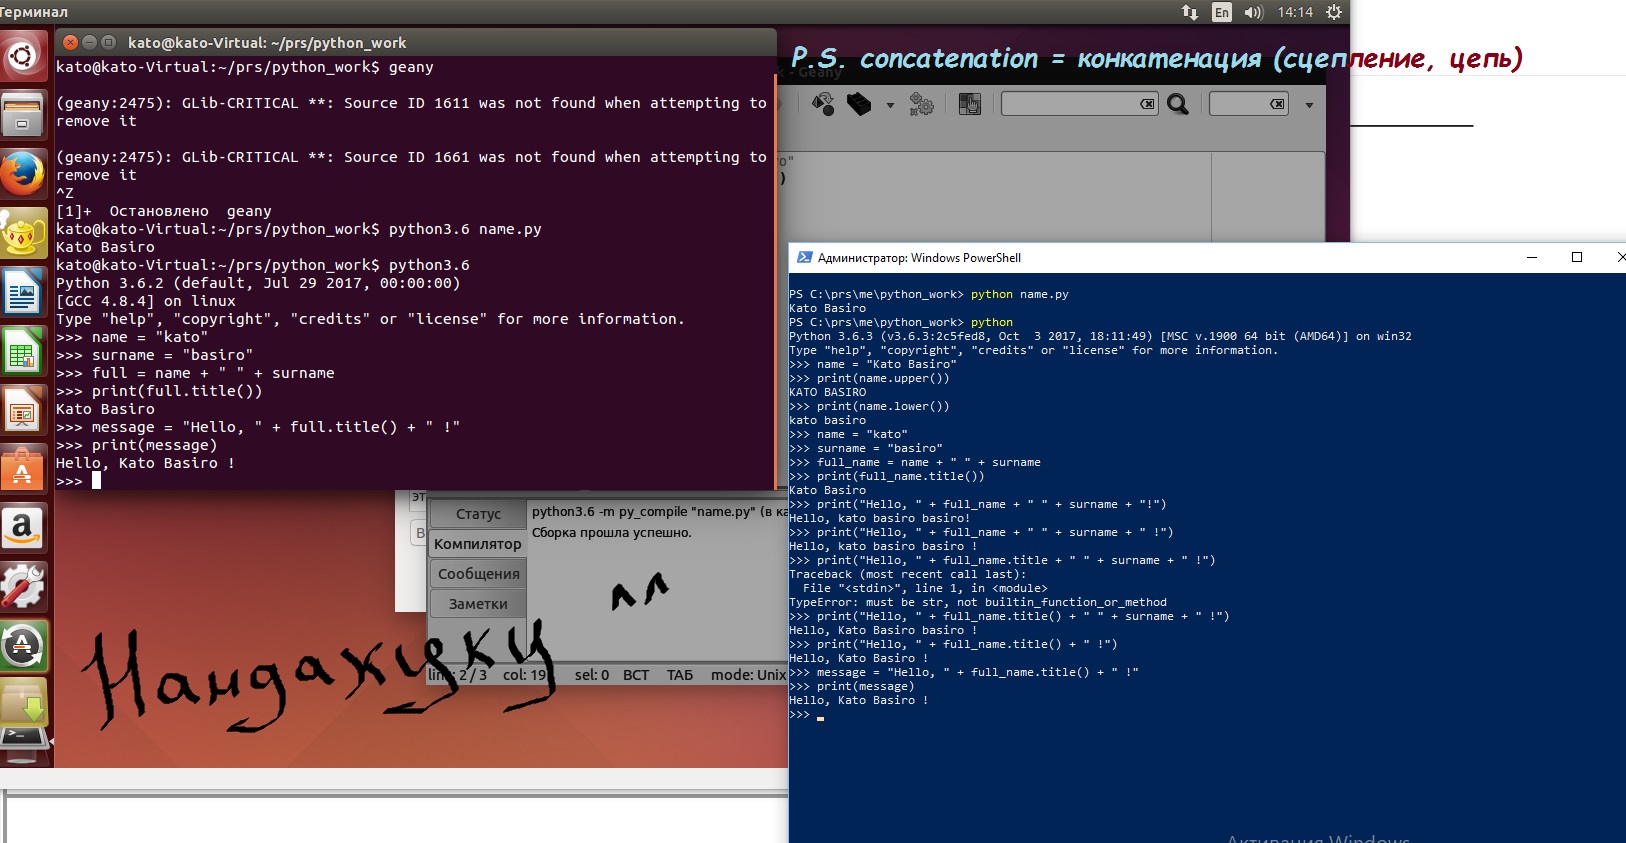 Терминал
En
14:14
kato@kato-Virtual: ~/prs/python_work
kato@kato-Virtual:~/prs/python_work$ geany
(geany:2475): GLib-CRITICAL **: Source ID 1611 was not found when attempting to
remove it
(geany:2475): GLib-CRITICAL **: Source ID 1661 was not found when attempting to
remove it
^Z
[1]+  Остановлено  geany
kato@kato-Virtual:~/prs/python_work$ python3.6 name.py
Kato Basiro
kato@kato-Virtual:~/prs/python_work$ python3.6
Python 3.6.2 (default, Jul 29 2017, 00:00:00)
[GCC 4.8.4] on linux
Type "help", "copyright", "credits" or "license" for more information.
>>> name = "kato"
>>> surname = "basiro"
>>> full = name + " " + surname
>>> print(full.title())
Kato Basiro
>>> message = "Hello, " + full.title() + " !"
>>> print(message)
Hello, Kato Basiro !
>>>
P.S. concatenation = конкатенация (сцепление, цепь)
- Geany
o"
)
Администратор: Windows PowerShell
PS C:\prs\me\python_work> python name.py
Kato Basiro
PS C:\prs\me\python_work> python
Python 3.6.3 (v3.6.3:2c5fed8, Oct  3 2017, 18:11:49) [MSC v.1900 64 bit (AMD64)] on win32
Type "help", "copyright", "credits" or "license" for more information.
>>> name = "Kato Basiro"
>>> print(name.upper())
KATO BASIRO
>>> print(name.lower())
kato basiro
>>> name = "kato"
>>> surname = "basiro"
>>> full_name = name + " " + surname
>>> print(full_name.title())
Kato Basiro
>>> print("Hello, " + full_name + " " + surname + "!")
Hello, kato basiro basiro!
>>> print("Hello, " + full_name + " " + surname + " !")
Hello, kato basiro basiro !
>>> print("Hello, " + full_name.title + " " + surname + " !")
Traceback (most recent call last):
  File "<stdin>", line 1, in <module>
TypeError: must be str, not builtin_function_or_method
>>> print("Hello, " + full_name.title() + " " + surname + " !")
Hello, Kato Basiro basiro !
>>> print("Hello, " + full_name.title() + " !")
Hello, Kato Basiro !
>>> message = "Hello, " + full_name.title() + " !"
>>> print(message)
Hello, Kato Basiro !
>>>
Активация Windows
эт
В
Статус
Компилятор
Сообщения
Заметки
python3.6 -m py_compile "name.py" (в ка
Сборка прошла успешно.
^^
Нандахуку
line: 2 / 3 col: 19 sel: 0 ВСТ ТАБ mode: Unix